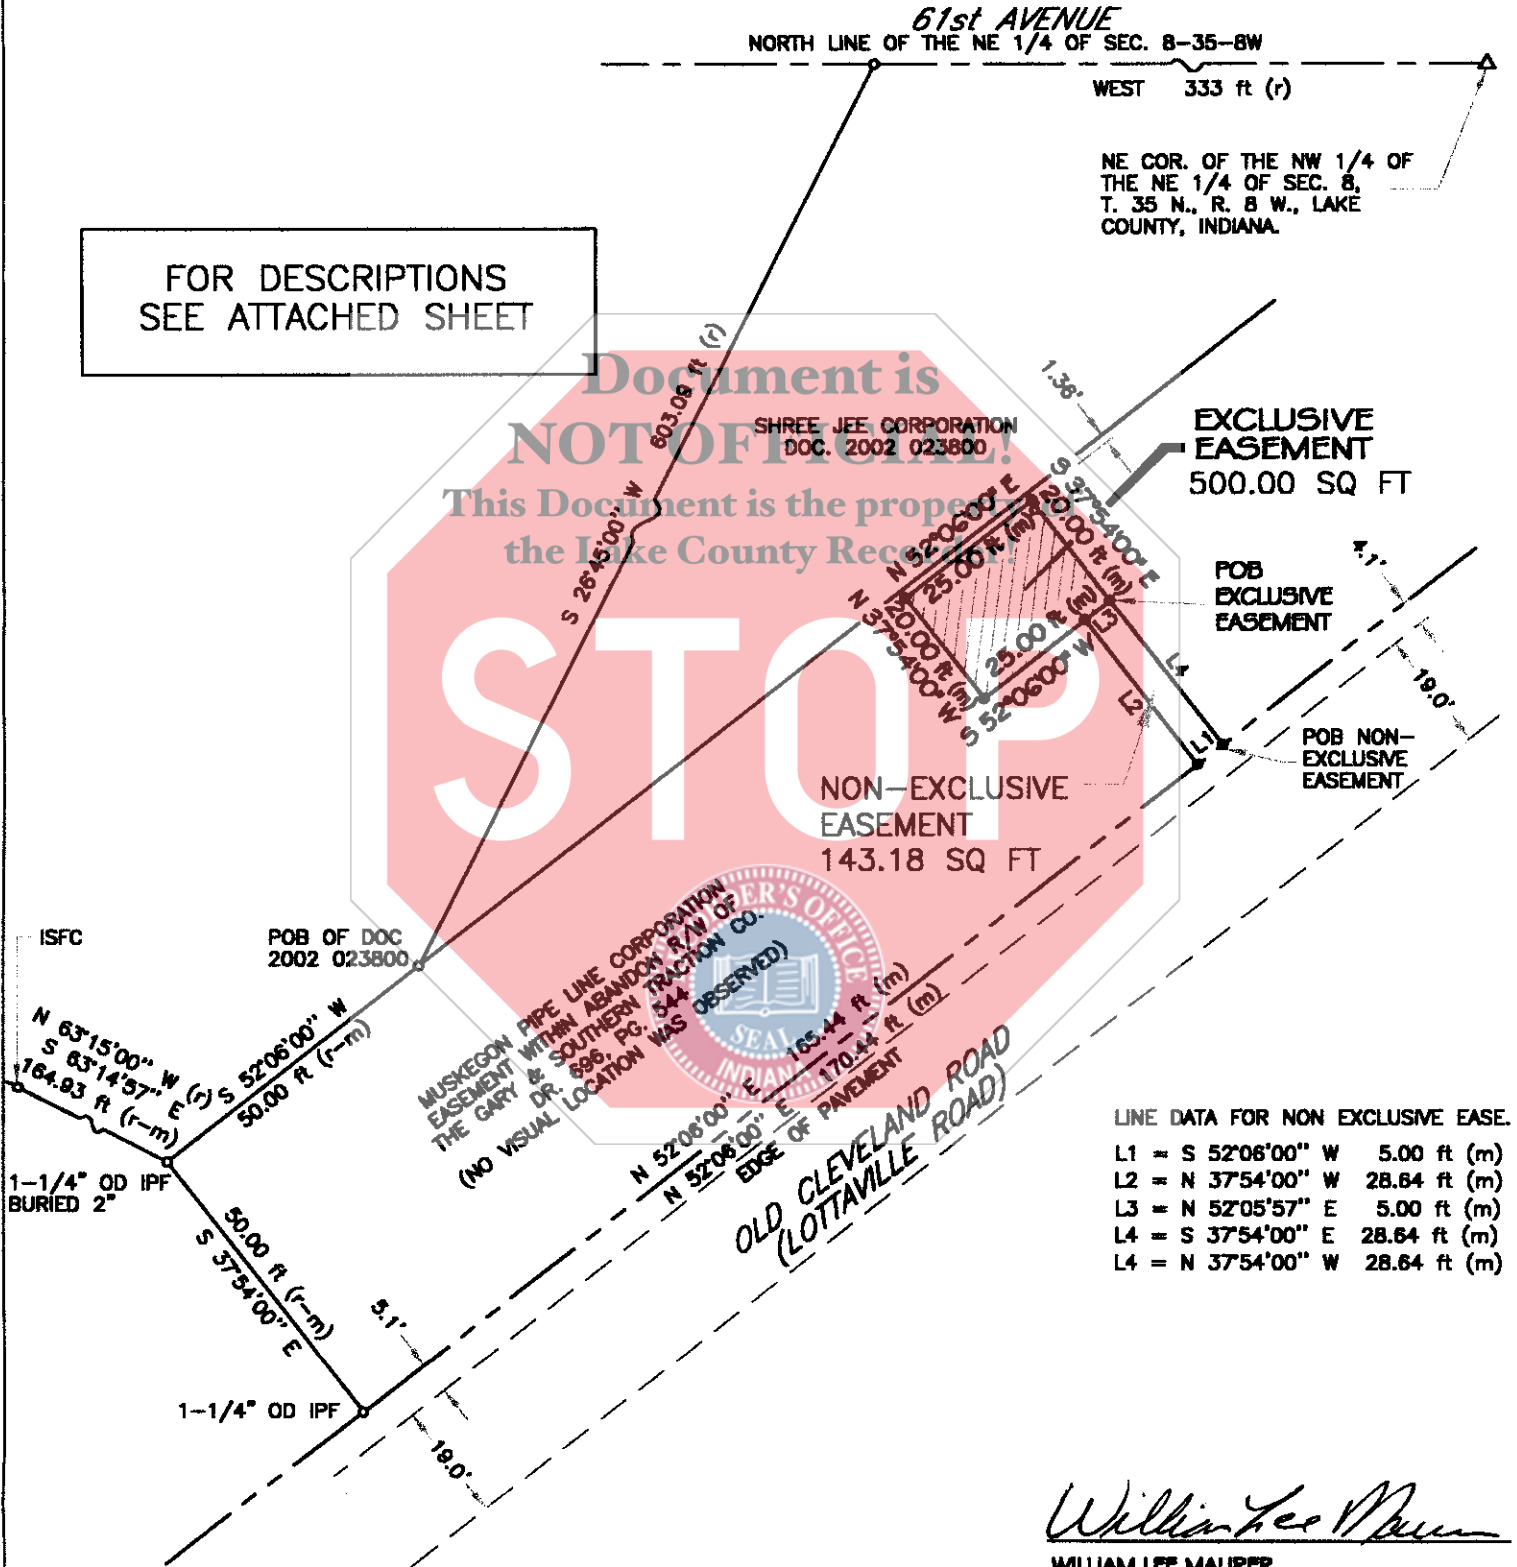 61st AVENUE
NORTH LINE OF THE NE 1/4 OF SEC. 8-35-8W
WEST 333 ft (r)
NE COR. OF THE NW 1/4 OF
THE NE 1/4 OF SEC. 8,
T. 35 N., R. 8 W., LAKE
COUNTY, INDIANA.
FOR DESCRIPTIONS
SEE ATTACHED SHEET
Document is
NOT OFFICIAL!
This Document is the property of
the Lake County Recorder!
STOP
S 26°45'00" W 603.09 ft (r)
SHREE JEE CORPORATION
DOC. 2002 023800
1.36'
EXCLUSIVE
EASEMENT
500.00 SQ FT
N 52°06'00" E
25.00 ft (m)
S 37°54'00" E
20.00 ft (m)
N 37°54'00" W
20.00 ft (m)
25.00 ft (m)
S 52°06'00" W
L3
L4
L2
L1
POB
EXCLUSIVE
EASEMENT
19.0'
POB NON-
EXCLUSIVE
EASEMENT
NON-EXCLUSIVE
EASEMENT
143.18 SQ FT
ISFC
POB OF DOC
2002 023800
N 63°15'00" W (r)
S 63°14'57" E
164.93 ft (r-m)
S 52°06'00" W
50.00 ft (r-m)
1-1/4" OD IPF
BURIED 2"
50.00 ft (r-m)
S 37°54'00" E
5.1'
1-1/4" OD IPF
19.0'
MUSKEGON PIPE LINE CORPORATION
EASEMENT WITHIN ABANDON R/W OF
THE GARY & SOUTHERN TRACTION CO.
DR. 696, PG. 544
(NO VISUAL LOCATION WAS OBSERVED)
OFFICE
SEAL
INDIANA
N 52°06'00" E 165.44 ft (m)
N 52°06'00" E 170.44 ft (m)
EDGE OF PAVEMENT
OLD CLEVELAND ROAD
(LOTTAVILLE ROAD)
LINE DATA FOR NON EXCLUSIVE EASE.
L1 = S 52°06'00" W 5.00 ft (m)
L2 = N 37°54'00" W 28.64 ft (m)
L3 = N 52°05'57" E 5.00 ft (m)
L4 = S 37°54'00" E 28.64 ft (m)
L4 = N 37°54'00" W 28.64 ft (m)
William Lee Maurer
WILLIAM LEE MAURER